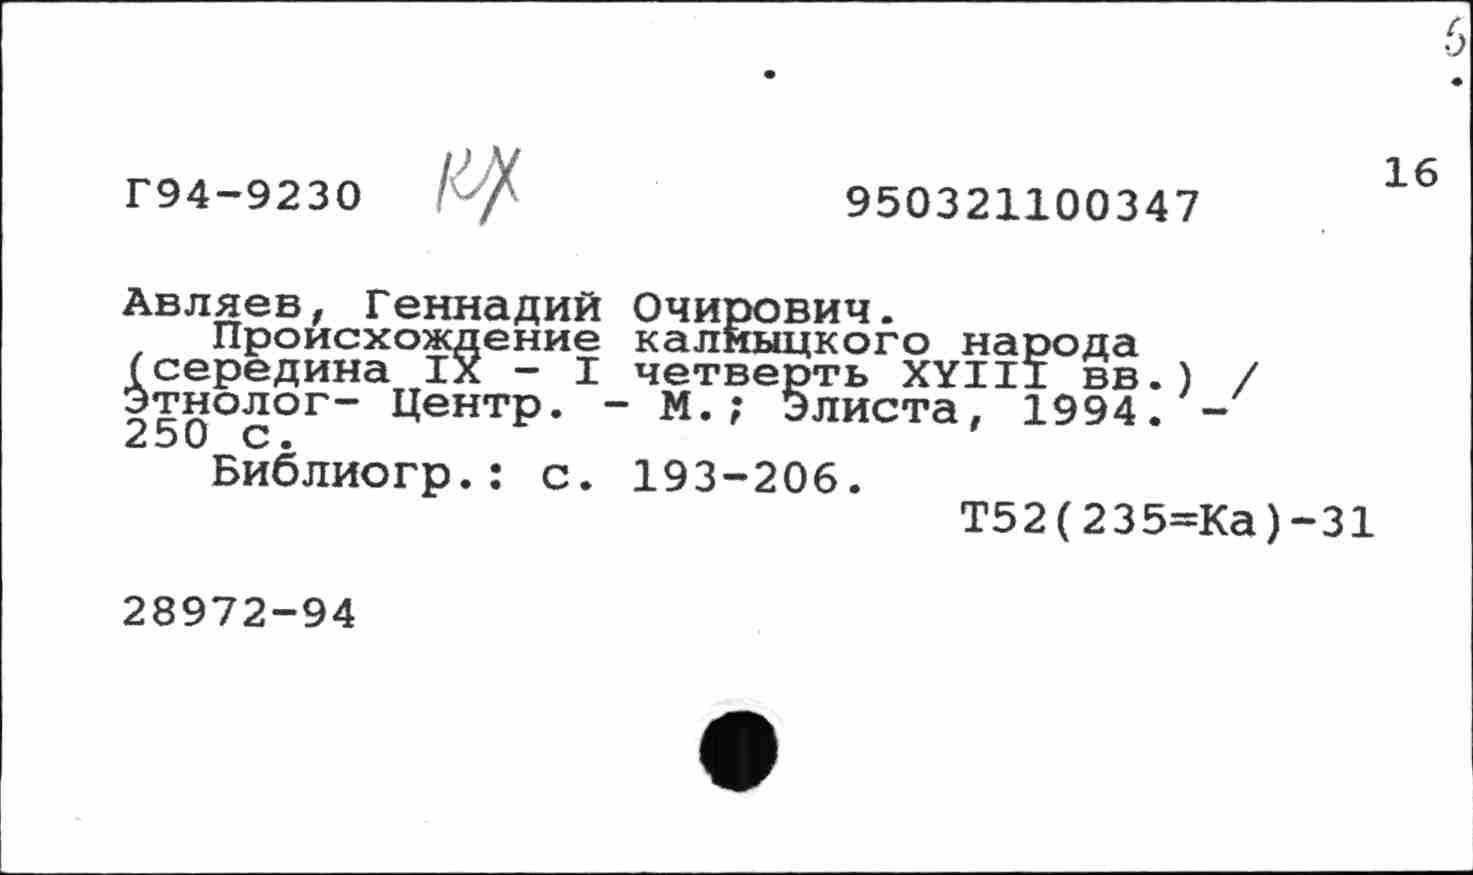 5
16
Г94-9230 КХ 950321100347
Авляев, Геннадий Очирович.
Происхождение калмыцкого народа
(середина IX - I четверть XYIII вв.) /
Этнолог- Центр. - М.; Элиста, 1994. -
250 с.
Библиогр.: с. 193-206.
Т52(235=Ка)-31
28972-94